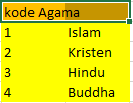 kode Agama
1 Islam
2 Kristen
3 Hindu
4 Buddha